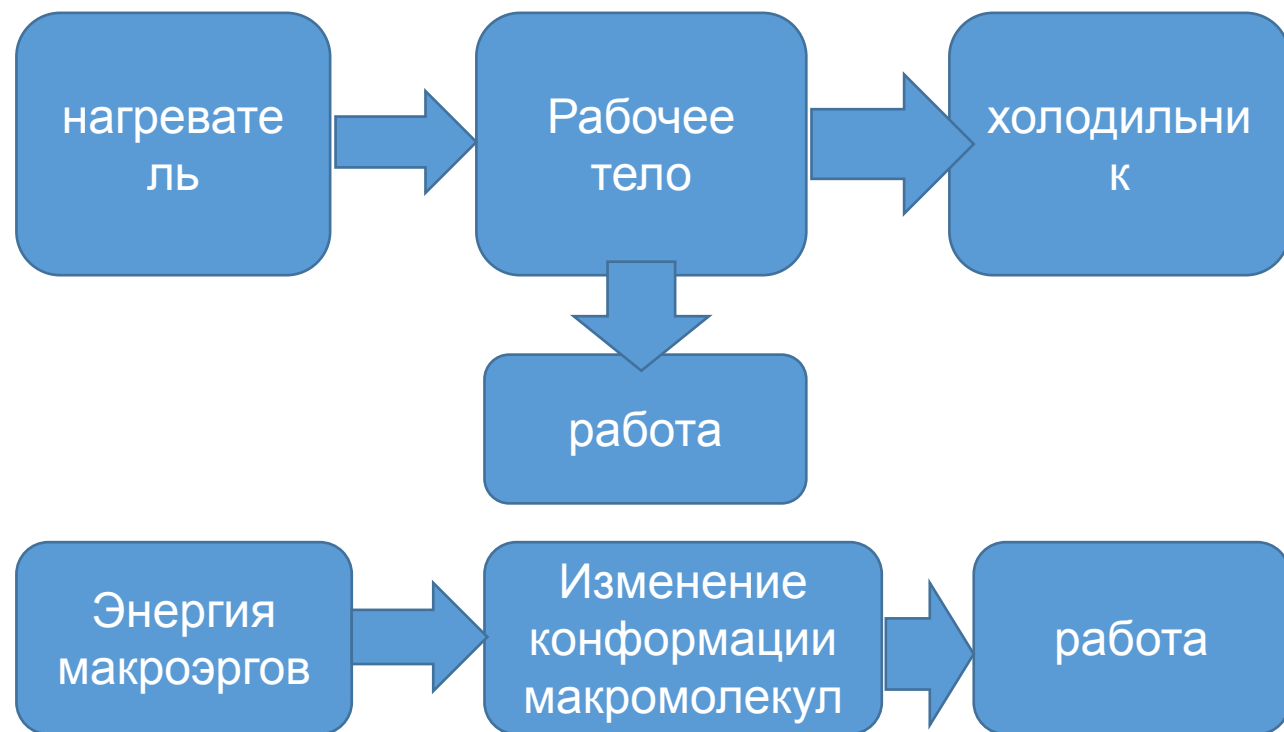 нагревате
ль
Рабочее
тело
холодильни
к
работа
Энергия
макроэргов
Изменение
конформации
макромолекул
работа